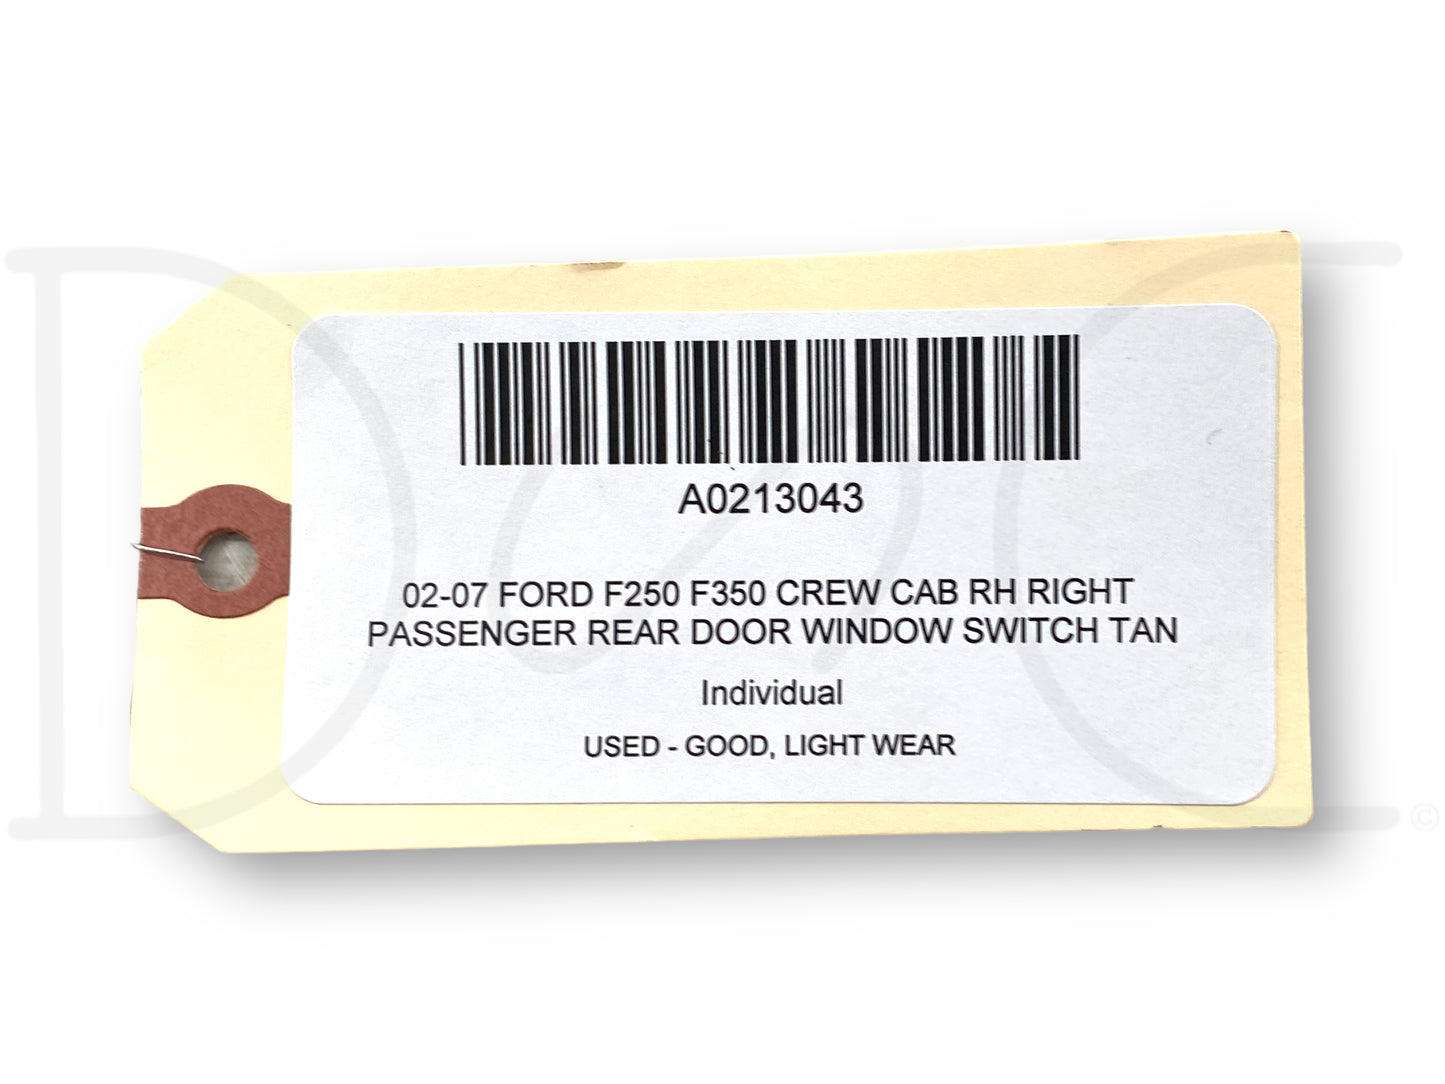 A0213043
02-07 FORD F250 F350 CREW CAB RH RIGHT
PASSENGER REAR DOOR WINDOW SWITCH TAN
Individual
USED - GOOD, LIGHT WEAR
D C
©